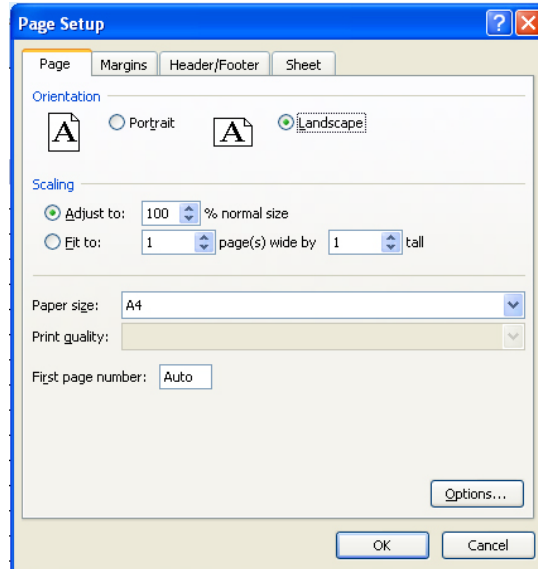 Page Setup
Page Margins Header/Footer Sheet
Orientation
A Portrait A Landscape
Scaling
Adjust to: 100 % normal size
Fit to: 1 page(s) wide by 1 tall
Paper size: A4
Print quality:
First page number: Auto
Options...
OK Cancel